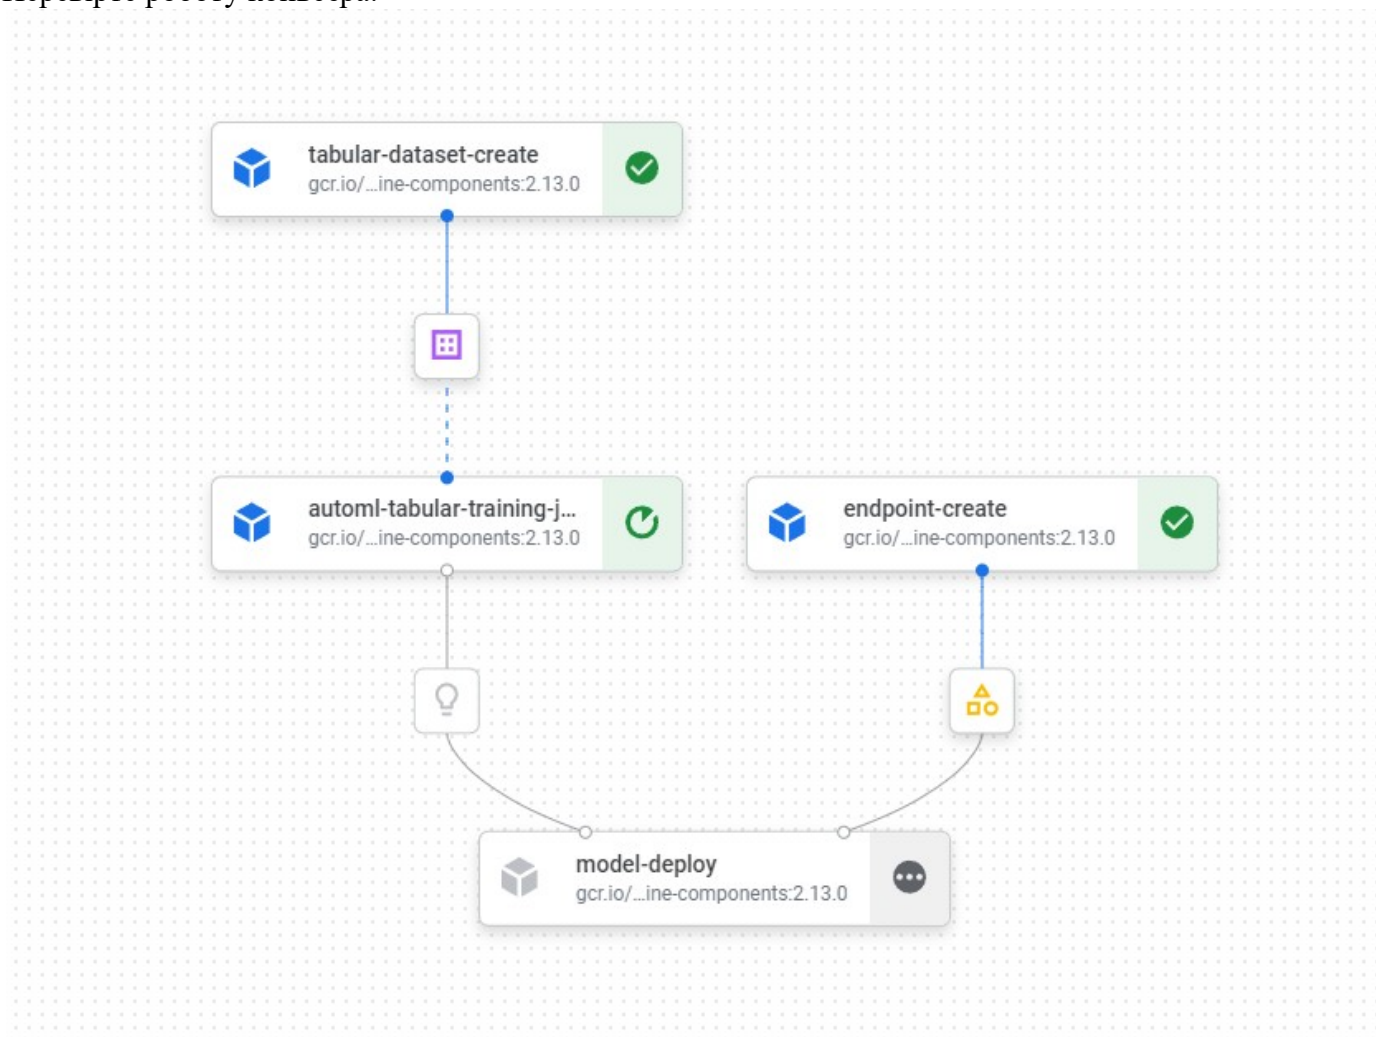 tabular-dataset-create
gcr.io/...ine-components:2.13.0
automl-tabular-training-j...
gcr.io/...ine-components:2.13.0
endpoint-create
gcr.io/...ine-components:2.13.0
model-deploy
gcr.io/...ine-components:2.13.0